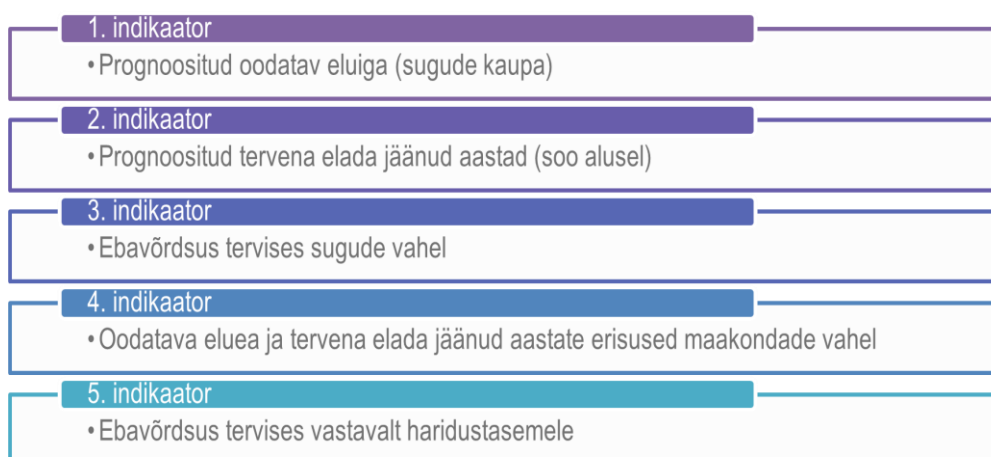 1. indikaator
• Prognoositud oodatav eluiga (sugude kaupa)
2. indikaator
• Prognoositud tervena elada jäänud aastad (soo alusel)
3. indikaator
• Ebavõrdsus tervises sugude vahel
4. indikaator
• Oodatava eluea ja tervena elada jäänud aastate erisused maakondade vahel
5. indikaator
• Ebavõrdsus tervises vastavalt haridustasemele